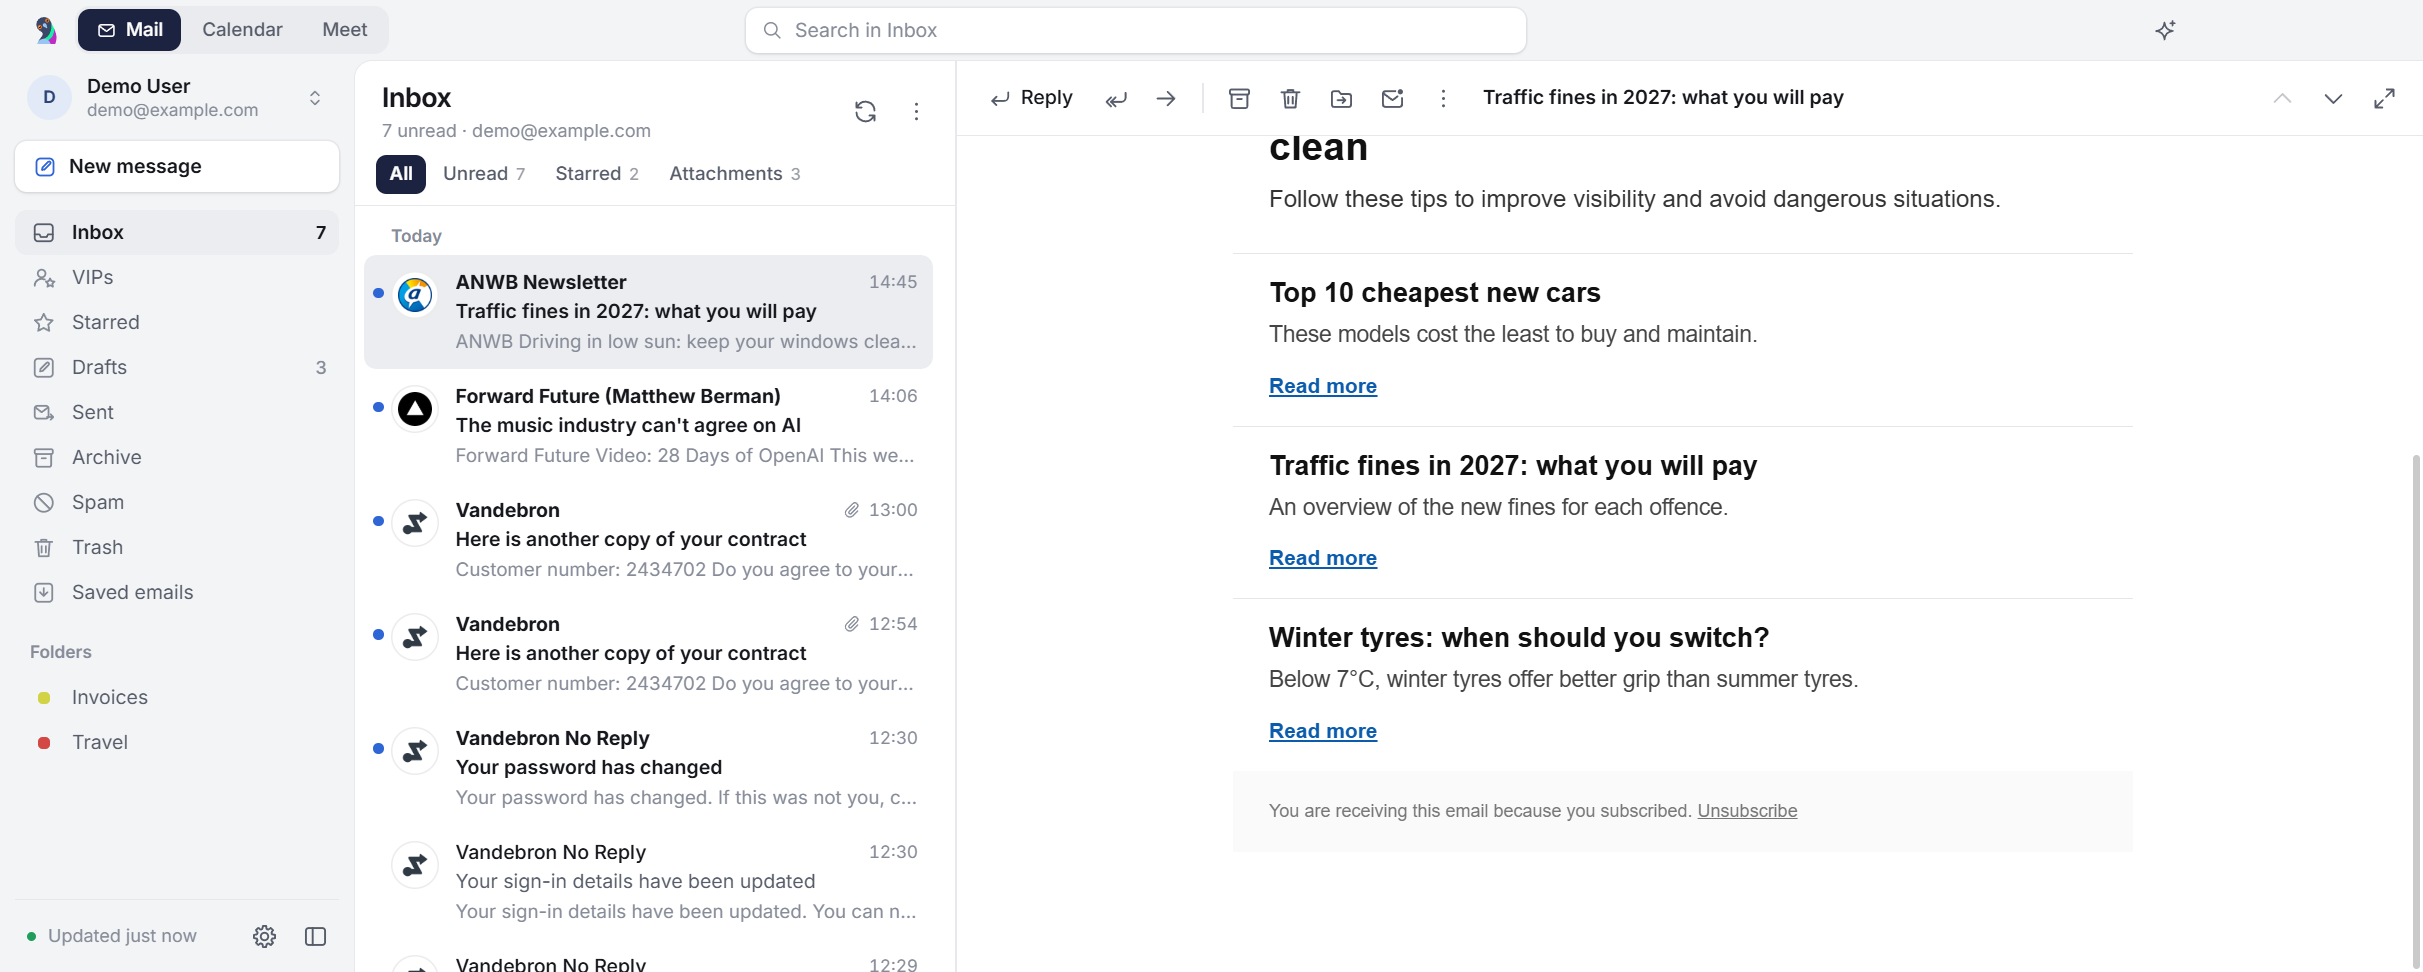 Mail
Calendar
Meet
Search in Inbox
D
Demo User
demo@example.com
New message
Inbox 7
VIPs
Starred
Drafts 3
Sent
Archive
Spam
Trash
Saved emails
Folders
Invoices
Travel
Updated just now
Inbox
7 unread · demo@example.com
All
Unread 7
Starred 2
Attachments 3
Today
ANWB Newsletter 14:45
Traffic fines in 2027: what you will pay
ANWB Driving in low sun: keep your windows clea...
Forward Future (Matthew Berman) 14:06
The music industry can't agree on AI
Forward Future Video: 28 Days of OpenAI This we...
Vandebron 13:00
Here is another copy of your contract
Customer number: 2434702 Do you agree to your...
Vandebron 12:54
Here is another copy of your contract
Customer number: 2434702 Do you agree to your...
Vandebron No Reply 12:30
Your password has changed
Your password has changed. If this was not you, c...
Vandebron No Reply 12:30
Your sign-in details have been updated
Your sign-in details have been updated. You can n...
Vandebron No Reply 12:29
Reply
Traffic fines in 2027: what you will pay
clean
Follow these tips to improve visibility and avoid dangerous situations.
Top 10 cheapest new cars
These models cost the least to buy and maintain.
Read more
Traffic fines in 2027: what you will pay
An overview of the new fines for each offence.
Read more
Winter tyres: when should you switch?
Below 7°C, winter tyres offer better grip than summer tyres.
Read more
You are receiving this email because you subscribed. Unsubscribe